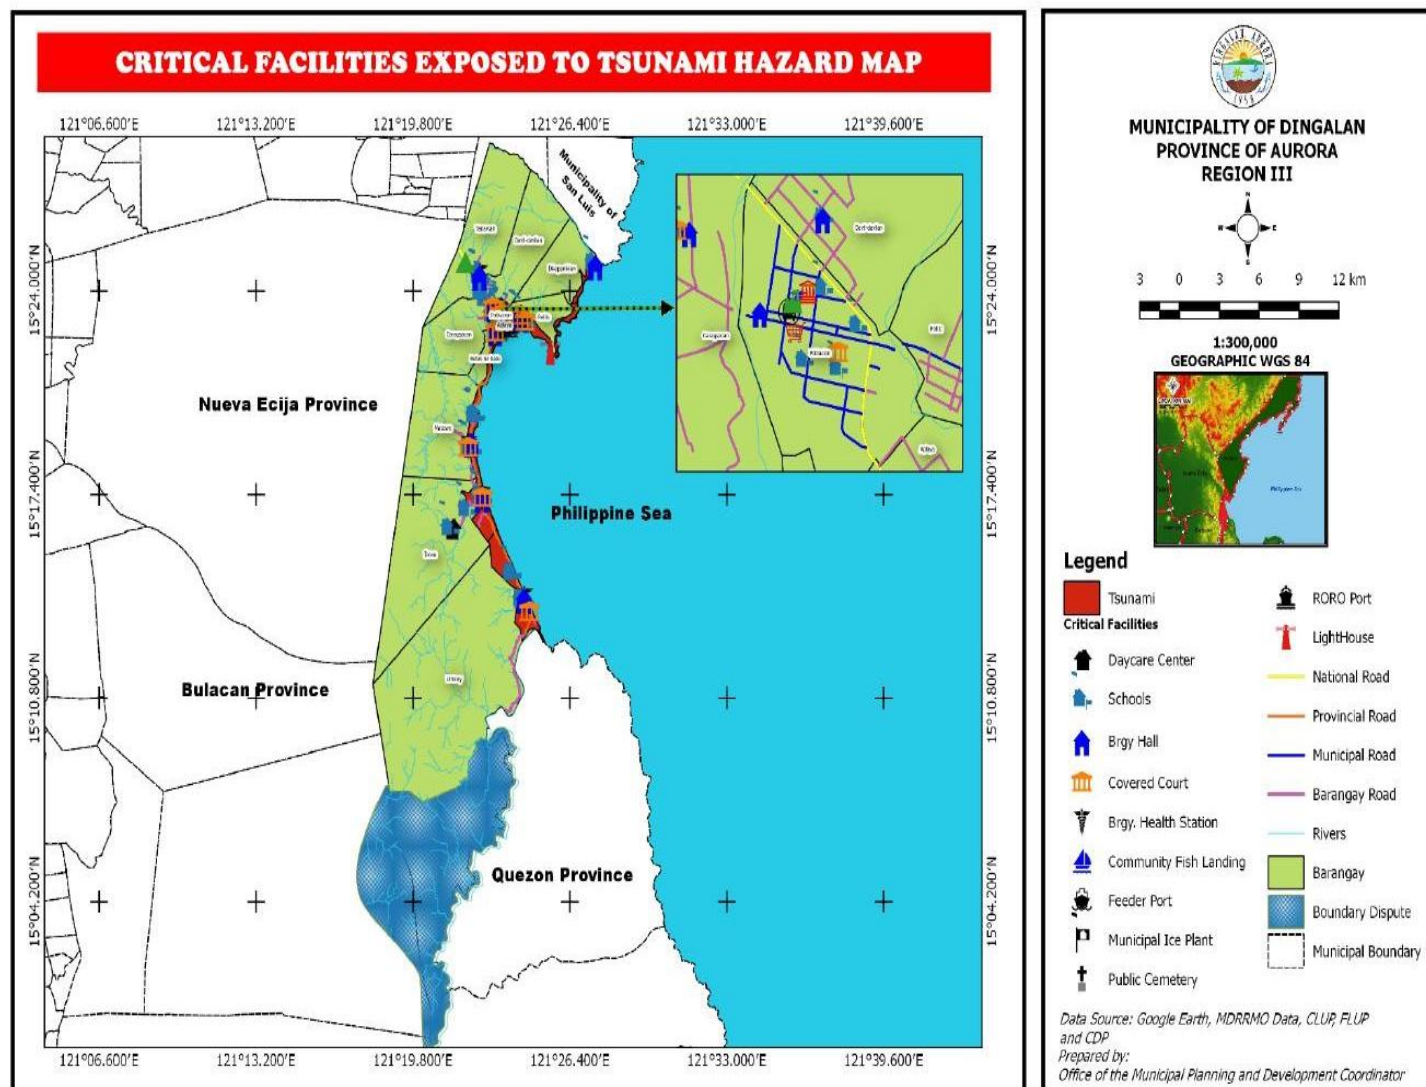 CRITICAL FACILITIES EXPOSED TO TSUNAMI HAZARD MAP
121°06.600'E 121°13.200'E 121°19.800'E 121°26.400'E 121°33.000'E 121°39.600'E
15°24.000'N
15°17.400'N
15°10.800'N
15°04.200'N
Municipality of
San Luis
Nueva Ecija Province
Philippine Sea
Bulacan Province
Quezon Province
15°24.000'N
15°17.400'N
15°10.800'N
15°04.200'N
121°06.600'E 121°13.200'E 121°19.800'E 121°26.400'E 121°33.000'E 121°39.600'E
DINGALAN AURORA
1959
MUNICIPALITY OF DINGALAN
PROVINCE OF AURORA
REGION III
N
W E
S
3 0 3 6 9 12 km
1:300,000
GEOGRAPHIC WGS 84
Legend
Tsunami
Critical Facilities
Daycare Center
Schools
Brgy Hall
Covered Court
Brgy. Health Station
Community Fish Landing
Feeder Port
Municipal Ice Plant
Public Cemetery
RORO Port
LightHouse
National Road
Provincial Road
Municipal Road
Barangay Road
Rivers
Barangay
Boundary Dispute
Municipal Boundary
Data Source: Google Earth, MDRRMO Data, CLUP, FLUP
and CDP
Prepared by:
Office of the Municipal Planning and Development Coordinator